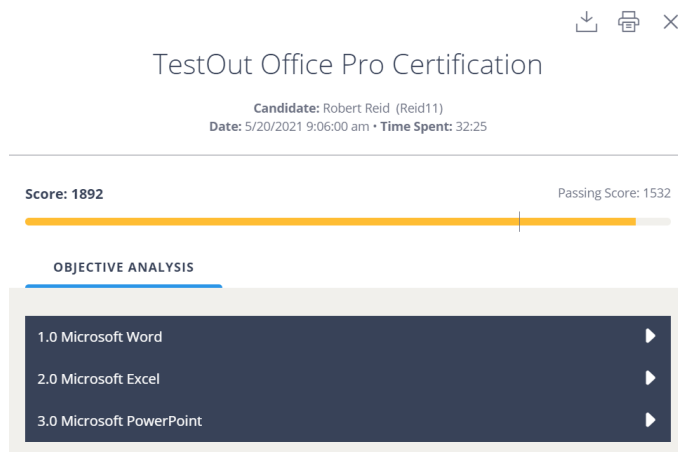 TestOut Office Pro Certification
Candidate: Robert Reid (Reid11)
Date: 5/20/2021 9:06:00 am • Time Spent: 32:25
Score: 1892
Passing Score: 1532
OBJECTIVE ANALYSIS
1.0 Microsoft Word
2.0 Microsoft Excel
3.0 Microsoft PowerPoint